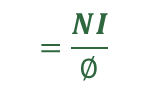 = NI / Ø